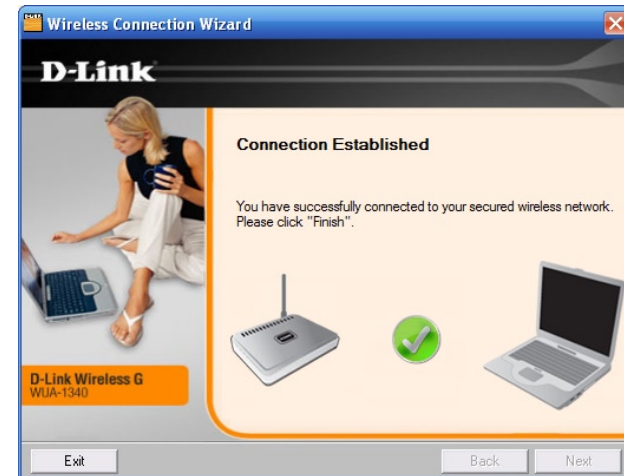 Wireless Connection Wizard
D-Link
Connection Established
You have successfully connected to your secured wireless network.
Please click "Finish".
D-Link Wireless G
WUA-1340
Exit
Back
Next